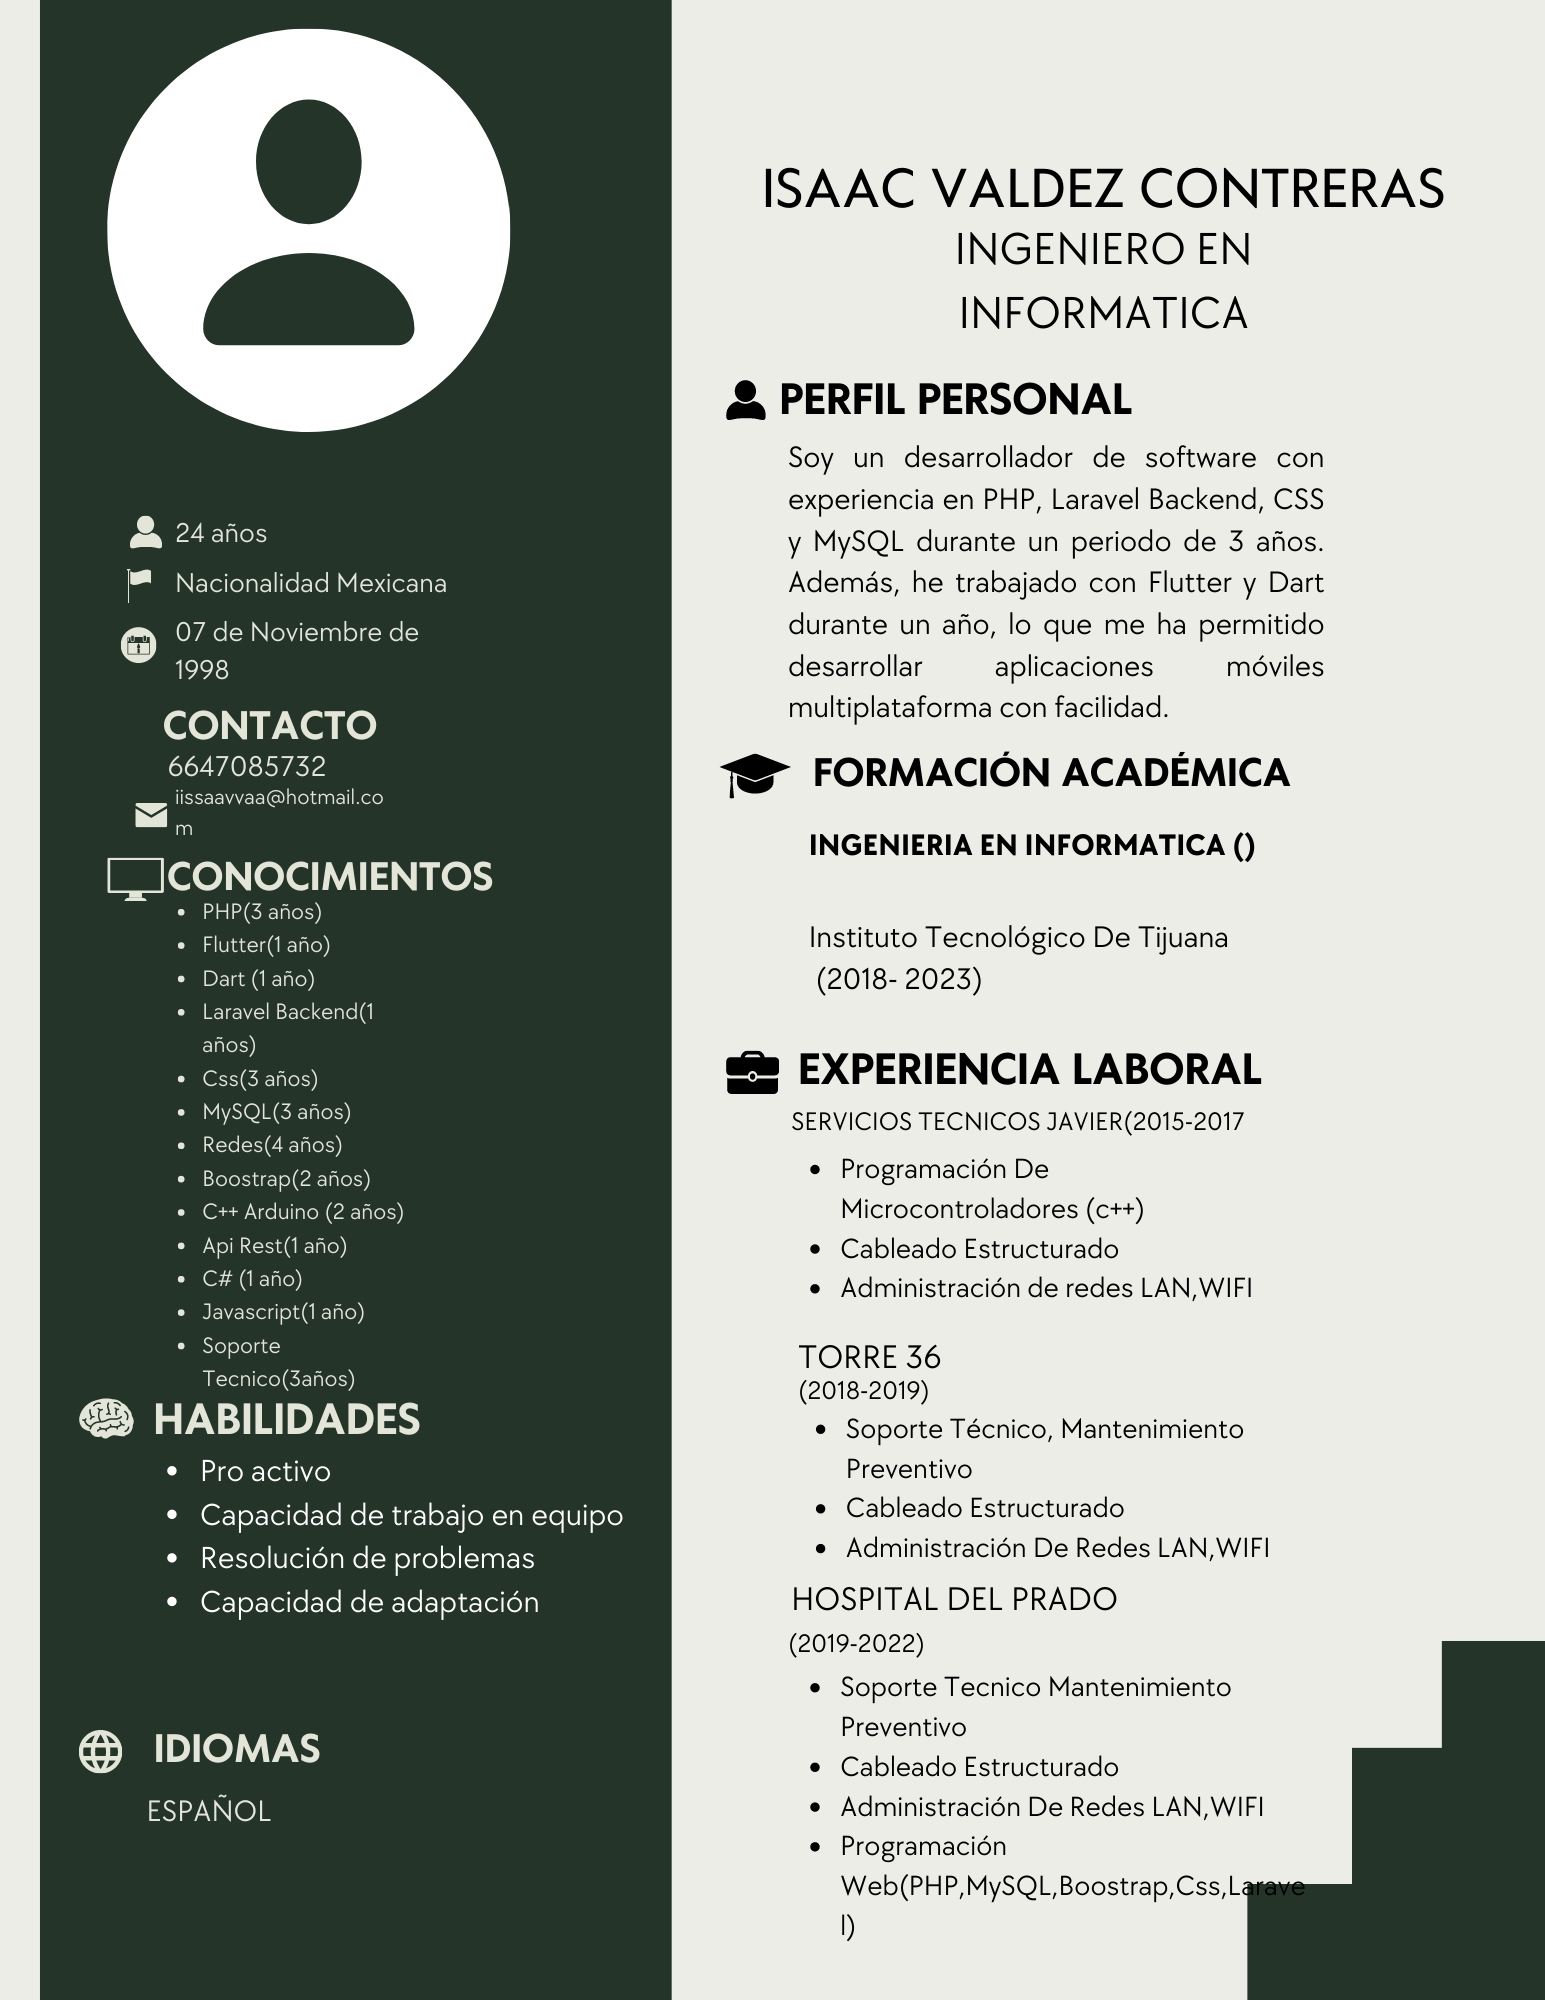 24 años
Nacionalidad Mexicana
07 de Noviembre de
1998
CONTACTO
6647085732
iissaavvaa@hotmail.co
m
CONOCIMIENTOS
• PHP(3 años)
• Flutter(1 año)
• Dart (1 año)
• Laravel Backend(1
años)
• Css(3 años)
• MySQL(3 años)
• Redes(4 años)
• Boostrap(2 años)
• C++ Arduino (2 años)
• Api Rest(1 año)
• C# (1 año)
• Javascript(1 año)
• Soporte
Tecnico(3años)
HABILIDADES
• Pro activo
• Capacidad de trabajo en equipo
• Resolución de problemas
• Capacidad de adaptación
IDIOMAS
ESPAÑOL
ISAAC VALDEZ CONTRERAS
INGENIERO EN
INFORMATICA
PERFIL PERSONAL
Soy un desarrollador de software con
experiencia en PHP, Laravel Backend, CSS
y MySQL durante un periodo de 3 años.
Además, he trabajado con Flutter y Dart
durante un año, lo que me ha permitido
desarrollar aplicaciones móviles
multiplataforma con facilidad.
FORMACIÓN ACADÉMICA
INGENIERIA EN INFORMATICA ()
Instituto Tecnológico De Tijuana
(2018- 2023)
EXPERIENCIA LABORAL
SERVICIOS TECNICOS JAVIER(2015-2017
• Programación De
Microcontroladores (c++)
• Cableado Estructurado
• Administración de redes LAN,WIFI
TORRE 36
(2018-2019)
• Soporte Técnico, Mantenimiento
Preventivo
• Cableado Estructurado
• Administración De Redes LAN,WIFI
HOSPITAL DEL PRADO
(2019-2022)
• Soporte Tecnico Mantenimiento
Preventivo
• Cableado Estructurado
• Administración De Redes LAN,WIFI
• Programación
Web(PHP,MySQL,Boostrap,Css,Larave
l)